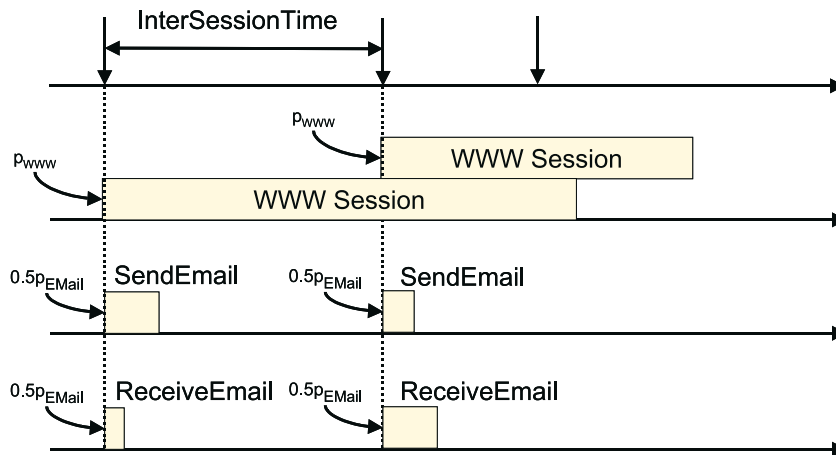 InterSessionTime
pWWW
WWW Session
pWWW
WWW Session
0.5pEMail SendEmail 0.5pEMail SendEmail
0.5pEMail ReceiveEmail 0.5pEMail ReceiveEmail